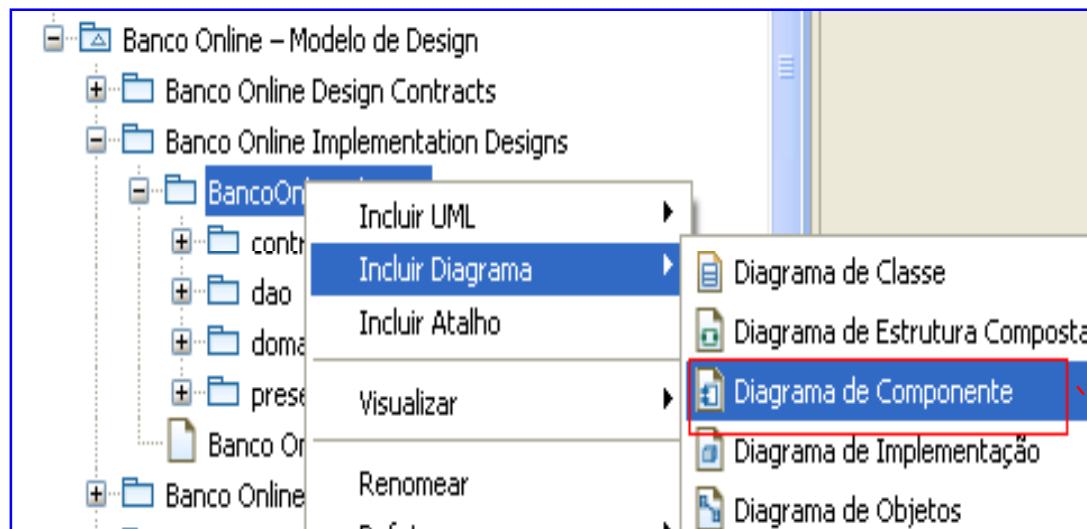 Banco Online – Modelo de Design
Banco Online Design Contracts
Banco Online Implementation Designs
BancoOn
Incluir UML
contr
Incluir Diagrama
Diagrama de Classe
dao
Incluir Atalho
Diagrama de Estrutura Composta
doma
Diagrama de Componente
prese
Visualizar
Banco Or
Diagrama de Implementação
Banco Online
Renomear
Diagrama de Objetos